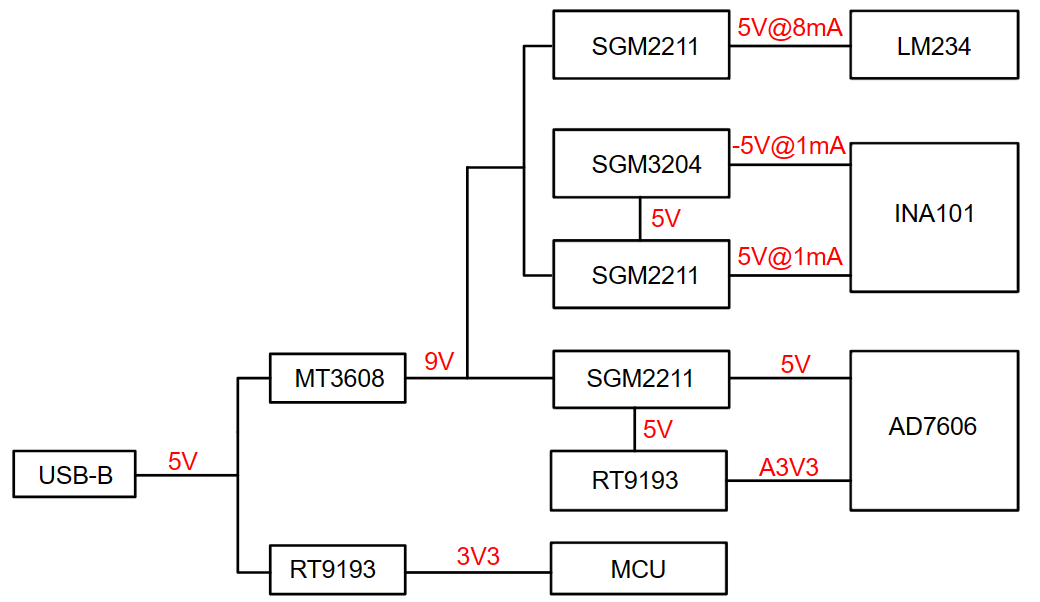 SGM2211
5V@8mA
LM234
SGM3204
-5V@1mA
INA101
5V
SGM2211
5V@1mA
MT3608
9V
SGM2211
5V
AD7606
5V
USB-B
5V
RT9193
A3V3
RT9193
3V3
MCU